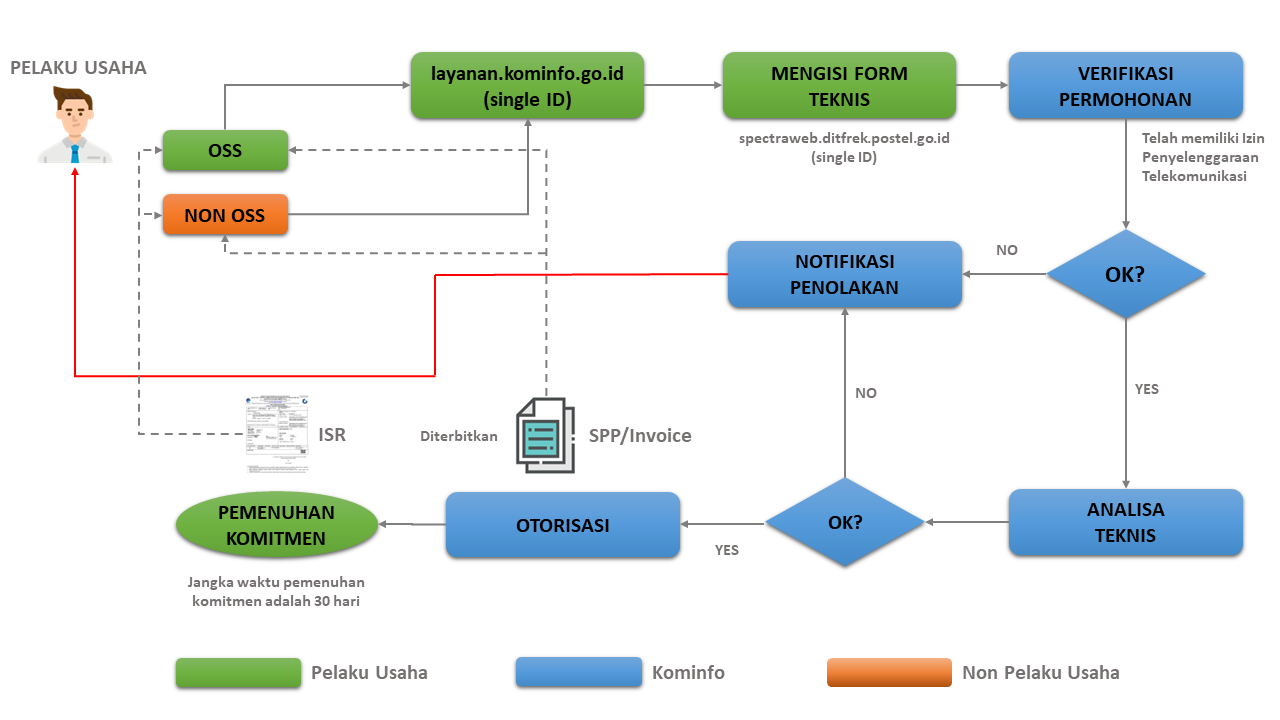 PELAKU USAHA
layanan.kominfo.go.id
(single ID)
MENGISI FORM
TEKNIS
VERIFIKASI
PERMOHONAN
OSS
spectraweb.ditfrek.postel.go.id
(single ID)
Telah memiliki Izin
Penyelenggaraan
Telekomunikasi
NON OSS
NOTIFIKASI
PENOLAKAN
NO
OK?
YES
NO
ISR
Diterbitkan
SPP/Invoice
PEMENUHAN
KOMITMEN
OTORISASI
YES
OK?
ANALISA
TEKNIS
Jangka waktu pemenuhan
komitmen adalah 30 hari
Pelaku Usaha
Kominfo
Non Pelaku Usaha